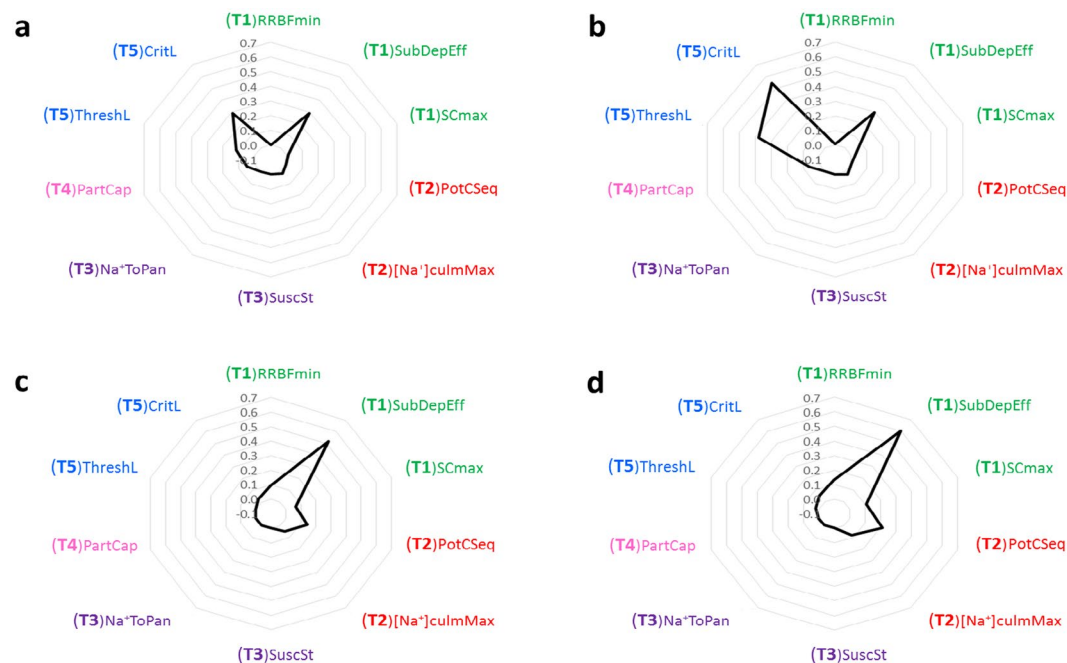 a
(T1)RRBFmin
(T5)CritL
(T1)SubDepEff
(T5)ThreshL
(T1)SCmax
(T4)PartCap
(T2)PotCSeq
(T3)Na⁺ToPan
(T2)[Na⁺]culmMax
(T3)SuscSt
0.7
0.6
0.5
0.4
0.3
0.2
0.1
0.0
-0.1
b
(T1)RRBFmin
(T5)CritL
(T1)SubDepEff
(T5)ThreshL
(T1)SCmax
(T4)PartCap
(T2)PotCSeq
(T3)Na⁺ToPan
(T2)[Na⁺]culmMax
(T3)SuscSt
0.7
0.6
0.5
0.4
0.3
0.2
0.1
0.0
-0.1
c
(T1)RRBFmin
(T5)CritL
(T1)SubDepEff
(T5)ThreshL
(T1)SCmax
(T4)PartCap
(T2)PotCSeq
(T3)Na⁺ToPan
(T2)[Na⁺]culmMax
(T3)SuscSt
0.7
0.6
0.5
0.4
0.3
0.2
0.1
0.0
-0.1
d
(T1)RRBFmin
(T5)CritL
(T1)SubDepEff
(T5)ThreshL
(T1)SCmax
(T4)PartCap
(T2)PotCSeq
(T3)Na⁺ToPan
(T2)[Na⁺]culmMax
(T3)SuscSt
0.7
0.6
0.5
0.4
0.3
0.2
0.1
0.0
-0.1